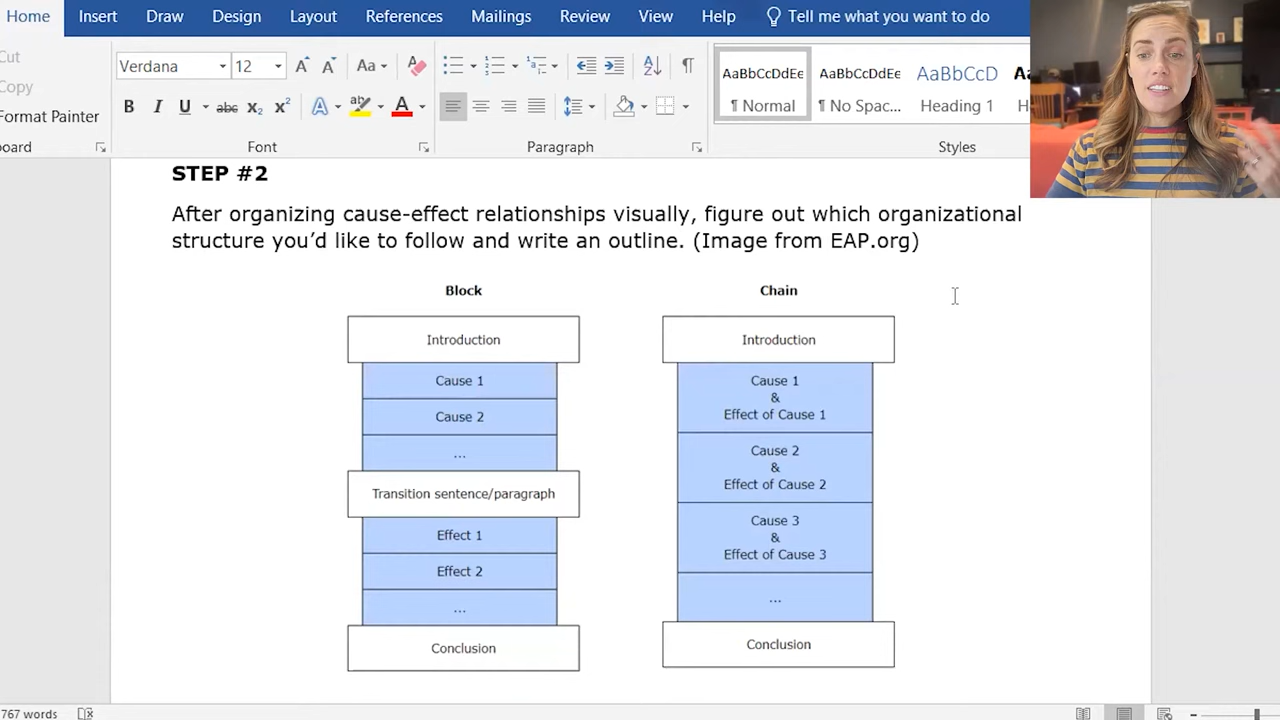 Home Insert Draw Design Layout References Mailings Review View Help Tell me what you want to do
Cut
Copy
Format Painter
Verdana 12 A A Aa A
B I U abc x₂ x² A ab A
¶
AaBbCcDdEe AaBbCcDdEe AaBbCcD
¶ Normal ¶ No Spac... Heading 1
oard Font Paragraph Styles
STEP #2
After organizing cause-effect relationships visually, figure out which organizational
structure you’d like to follow and write an outline. (Image from EAP.org)
Block
Introduction
Cause 1
Cause 2
...
Transition sentence/paragraph
Effect 1
Effect 2
...
Conclusion
Chain
Introduction
Cause 1
&
Effect of Cause 1
Cause 2
&
Effect of Cause 2
Cause 3
&
Effect of Cause 3
...
Conclusion
767 words